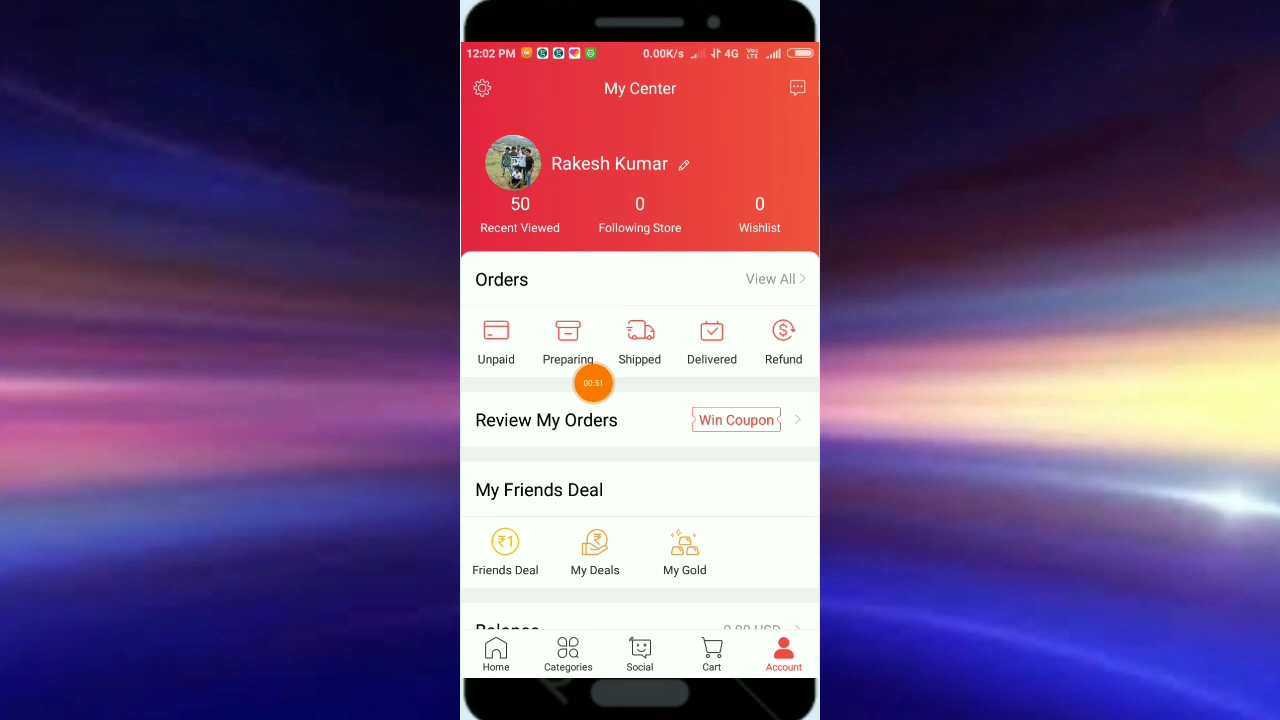 12:02 PM 0.00K/s 4G Vo) LTE
My Center
Rakesh Kumar
50 0 0
Recent Viewed Following Store Wishlist
Orders View All
Unpaid Preparing Shipped Delivered Refund
00:51
Review My Orders Win Coupon
My Friends Deal
₹1
Friends Deal My Deals My Gold
Balance 0.00 USD
Home Categories Social Cart Account